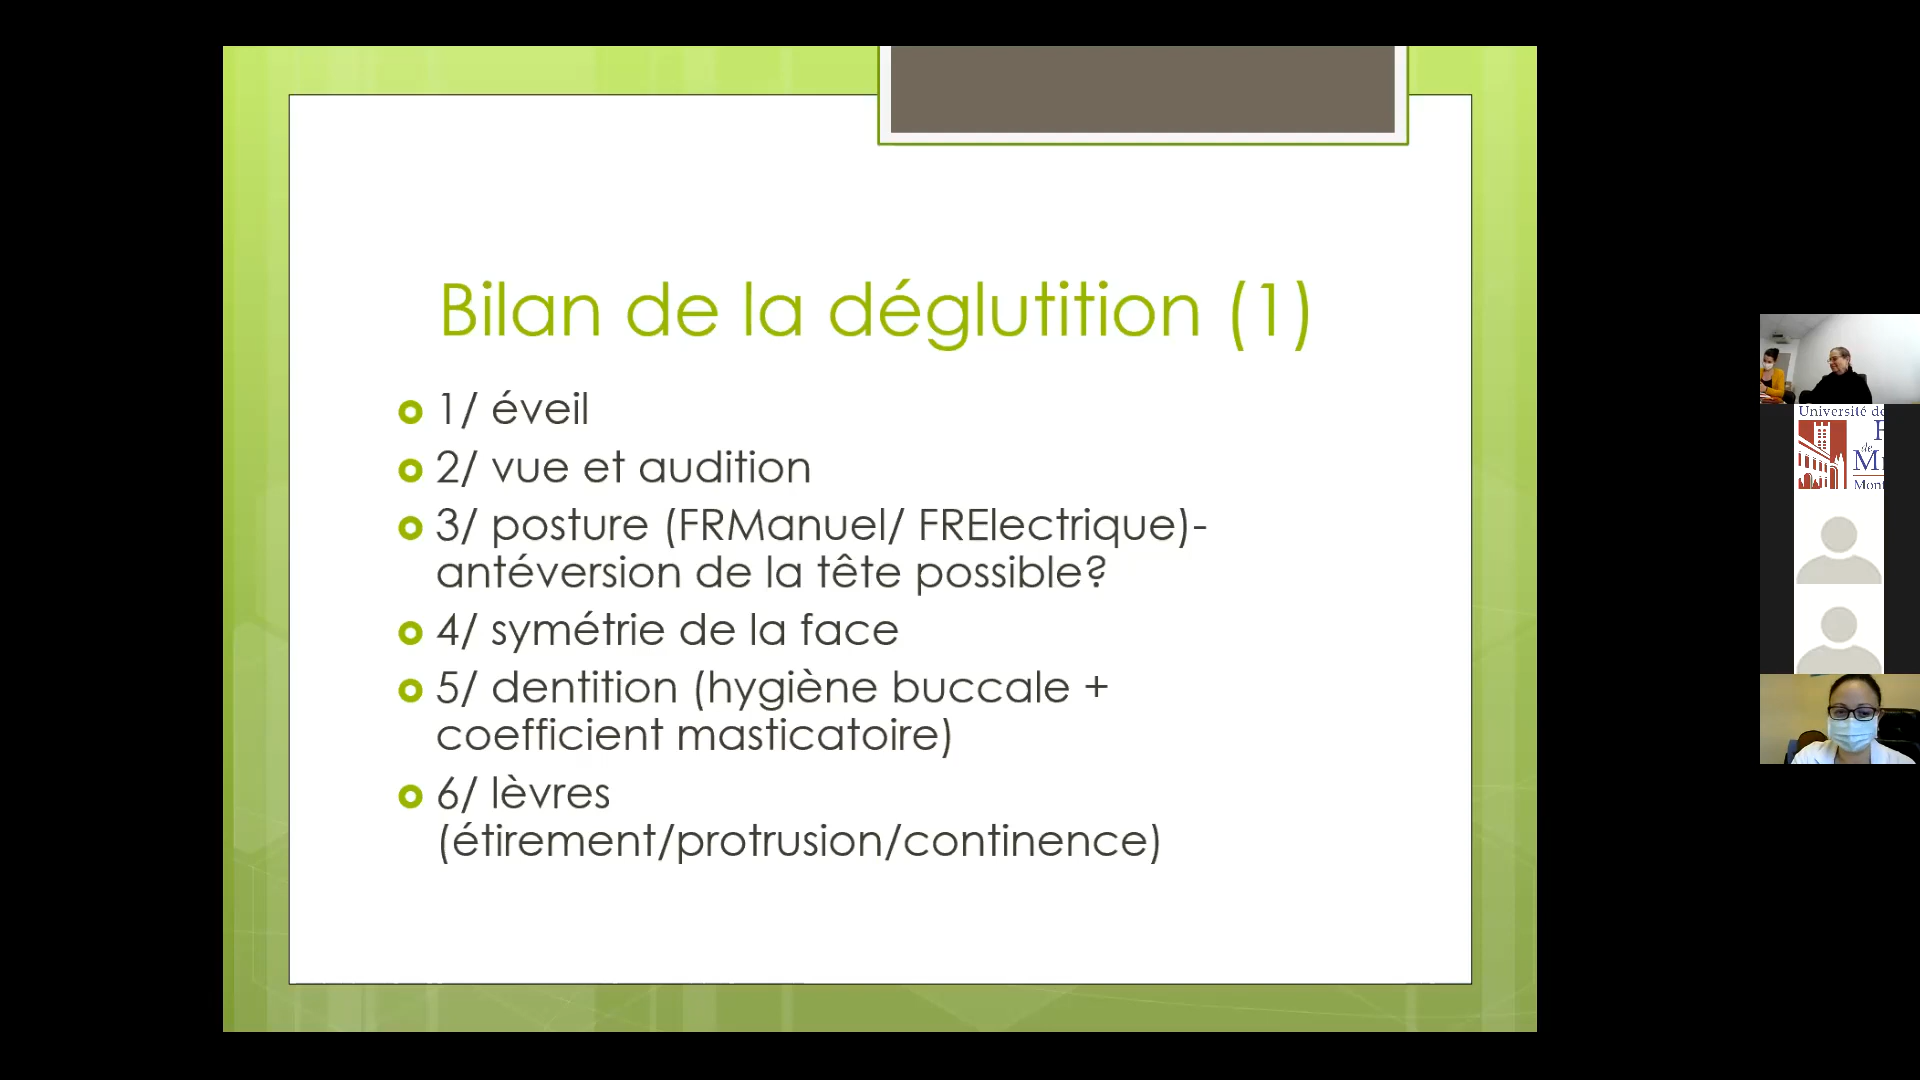 Bilan de la déglutition (1)
1/ éveil
2/ vue et audition
3/ posture (FRManuel/ FRElectrique)-
antéversion de la tête possible?
4/ symétrie de la face
5/ dentition (hygiène buccale +
coefficient masticatoire)
6/ lèvres
(étirement/protrusion/continence)
Université de
de